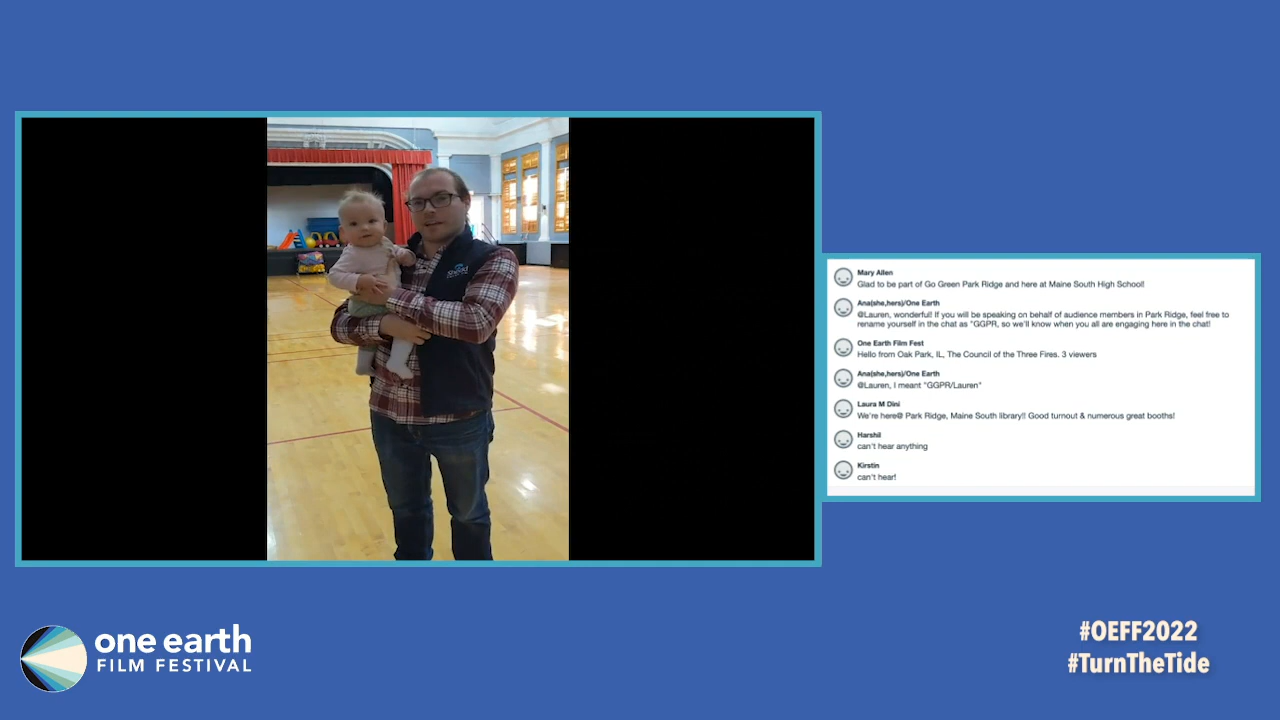 Mary Allen
Glad to be part of Go Green Park Ridge and here at Maine South High School!
Ana(she,hers)/One Earth
@Lauren, wonderful! If you will be speaking on behalf of audience members in Park Ridge, feel free to
rename yourself in the chat as "GGPR, so we'll know when you all are engaging here in the chat!
One Earth Film Fest
Hello from Oak Park, IL, The Council of the Three Fires. 3 viewers
Ana(she,hers)/One Earth
@Lauren, I meant "GGPR/Lauren"
Laura M Dini
We're here@ Park Ridge, Maine South library!! Good turnout & numerous great booths!
Harshil
can't hear anything
Kirstin
can't hear!
one earth
FILM FESTIVAL
#OEFF2022
#TurnTheTide